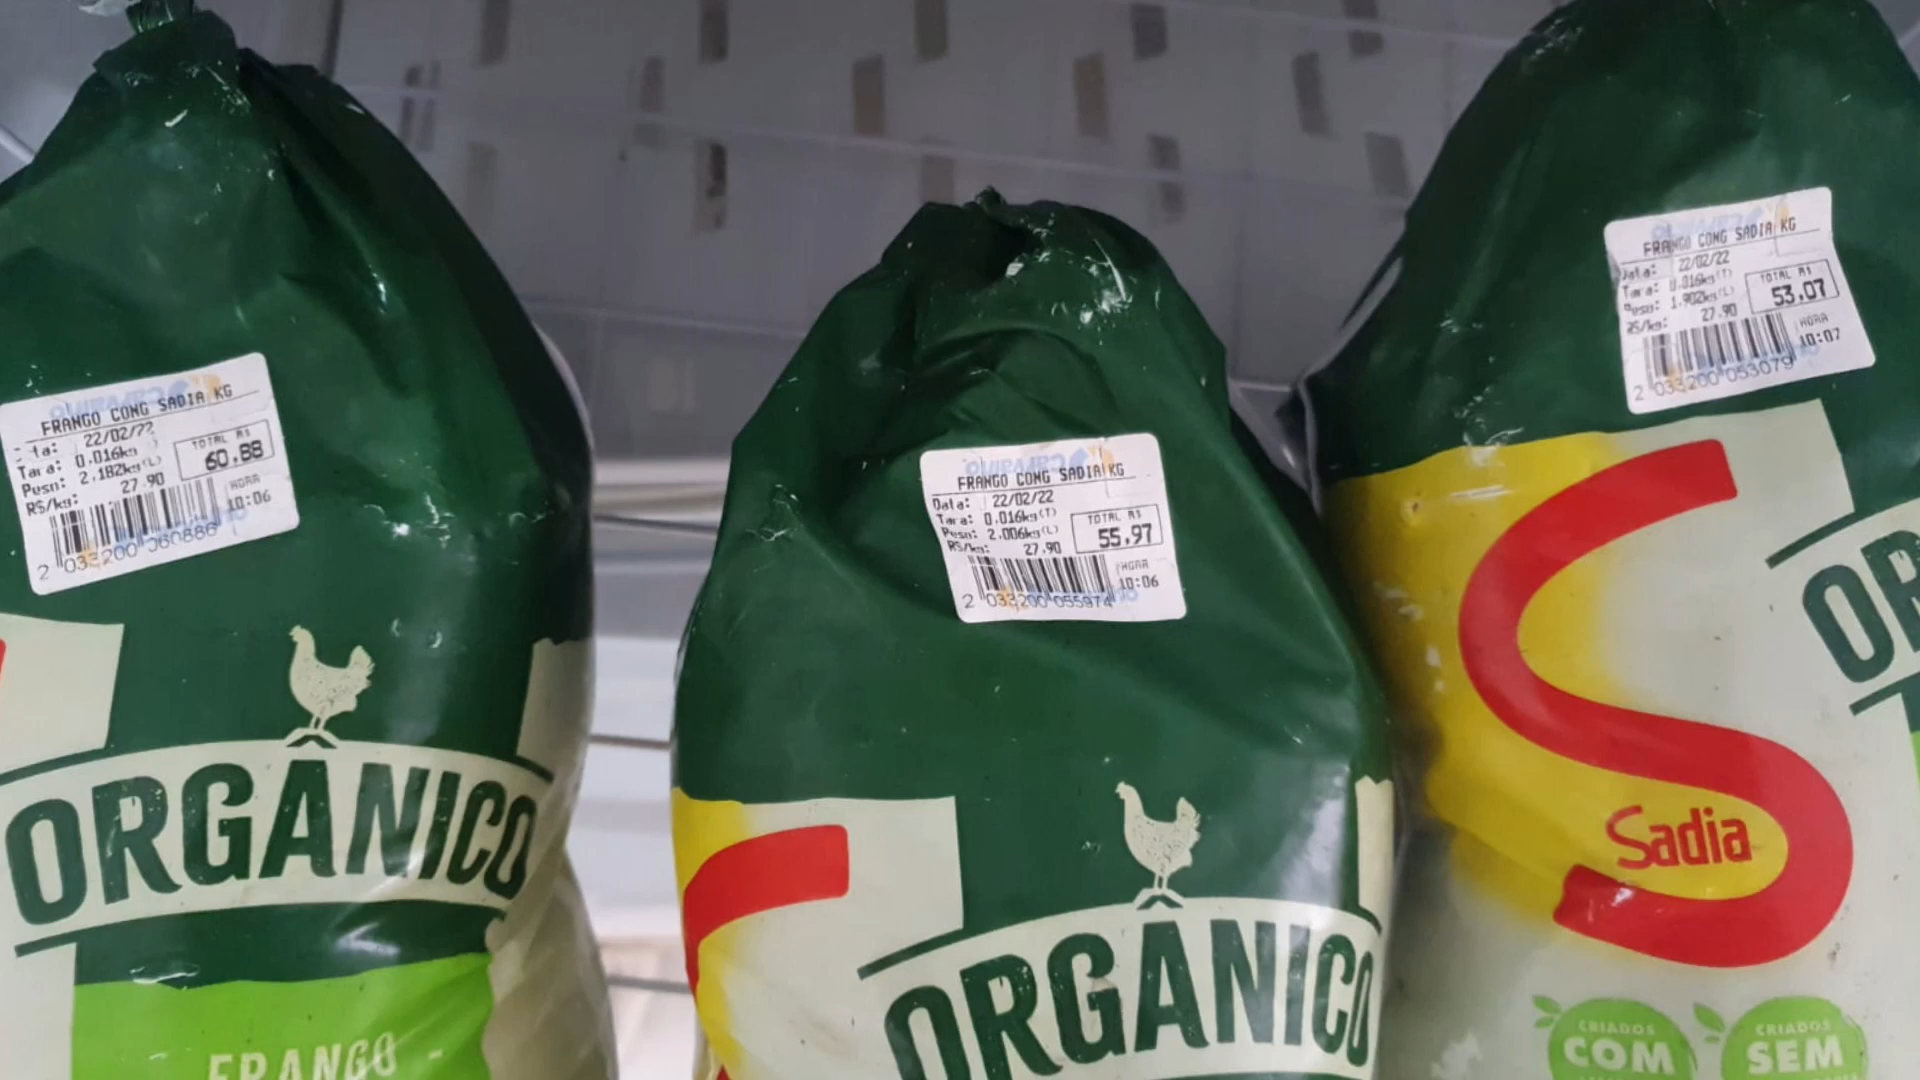 FRANGO CONG SADIA KG
22/02/22
Tara: 0.016kg
Peso: 2.182kg(L)
R$/kg: 27.90
TOTAL R$
60.88
HORA
10:06
2 033200 060886
ORGÂNICO
FRANGO
FRANGO CONG SADIA KG
Data: 22/02/22
Tara: 0.016kg(T)
Peso: 2.006kg(L)
R$/kg: 27.90
TOTAL R$
55.97
HORA
10:06
2 033200 055974
ORGÂNICO
FRANGO CONG SADIA KG
Data: 22/02/22
Tara: 0.016kg(T)
Peso: 1.902kg(L)
R$/kg: 27.90
TOTAL R$
53.07
HORA
10:07
2 033200 053079
OR
Sadia
CRIADOS
COM
CRIADOS
SEM